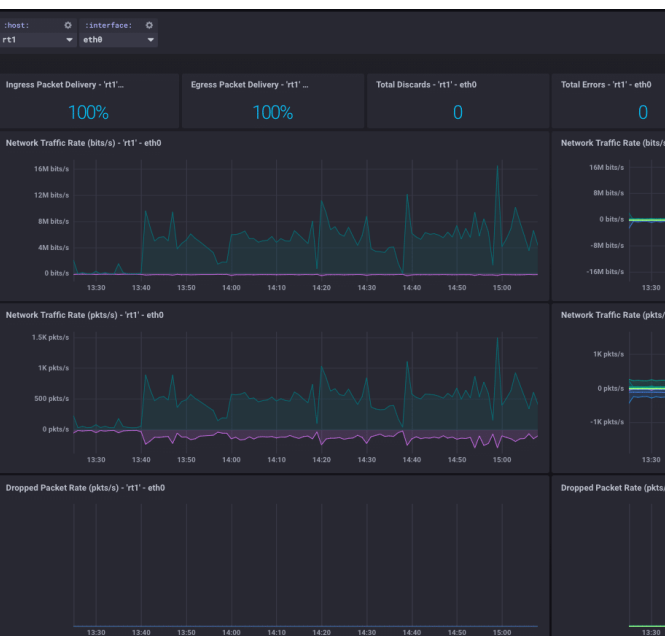 :host: :interface:
rt1 eth0
Ingress Packet Delivery - 'rt1'... Egress Packet Delivery - 'rt1' ... Total Discards - 'rt1' - eth0 Total Errors - 'rt1' - eth0
100% 100% 0 0
Network Traffic Rate (bits/s) - 'rt1' - eth0 Network Traffic Rate (bits/s
16M bits/s
12M bits/s
8M bits/s
4M bits/s
0 bits/s
13:30 13:40 13:50 14:00 14:10 14:20 14:30 14:40 14:50 15:00
16M bits/s
8M bits/s
0 bits/s
-8M bits/s
-16M bits/s
13:30
Network Traffic Rate (pkts/s) - 'rt1' - eth0 Network Traffic Rate (pkts/
1.5K pkts/s
1K pkts/s
500 pkts/s
0 pkts/s
13:30 13:40 13:50 14:00 14:10 14:20 14:30 14:40 14:50 15:00
1K pkts/s
0 pkts/s
-1K pkts/s
13:30
Dropped Packet Rate (pkts/s) - 'rt1' - eth0 Dropped Packet Rate (pkts/
13:30 13:40 13:50 14:00 14:10 14:20 14:30 14:40 14:50 15:00
13:30